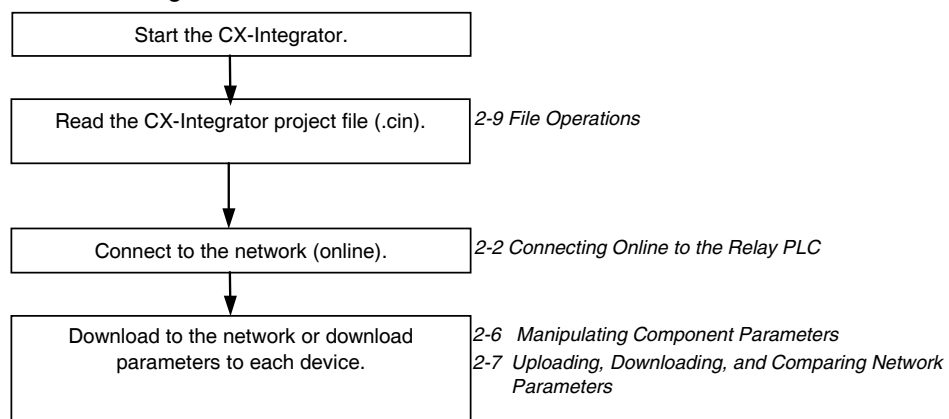 Start the CX-Integrator.
Read the CX-Integrator project file (.cin).
2-9 File Operations
Connect to the network (online).
2-2 Connecting Online to the Relay PLC
Download to the network or download
parameters to each device.
2-6 Manipulating Component Parameters
2-7 Uploading, Downloading, and Comparing Network
Parameters